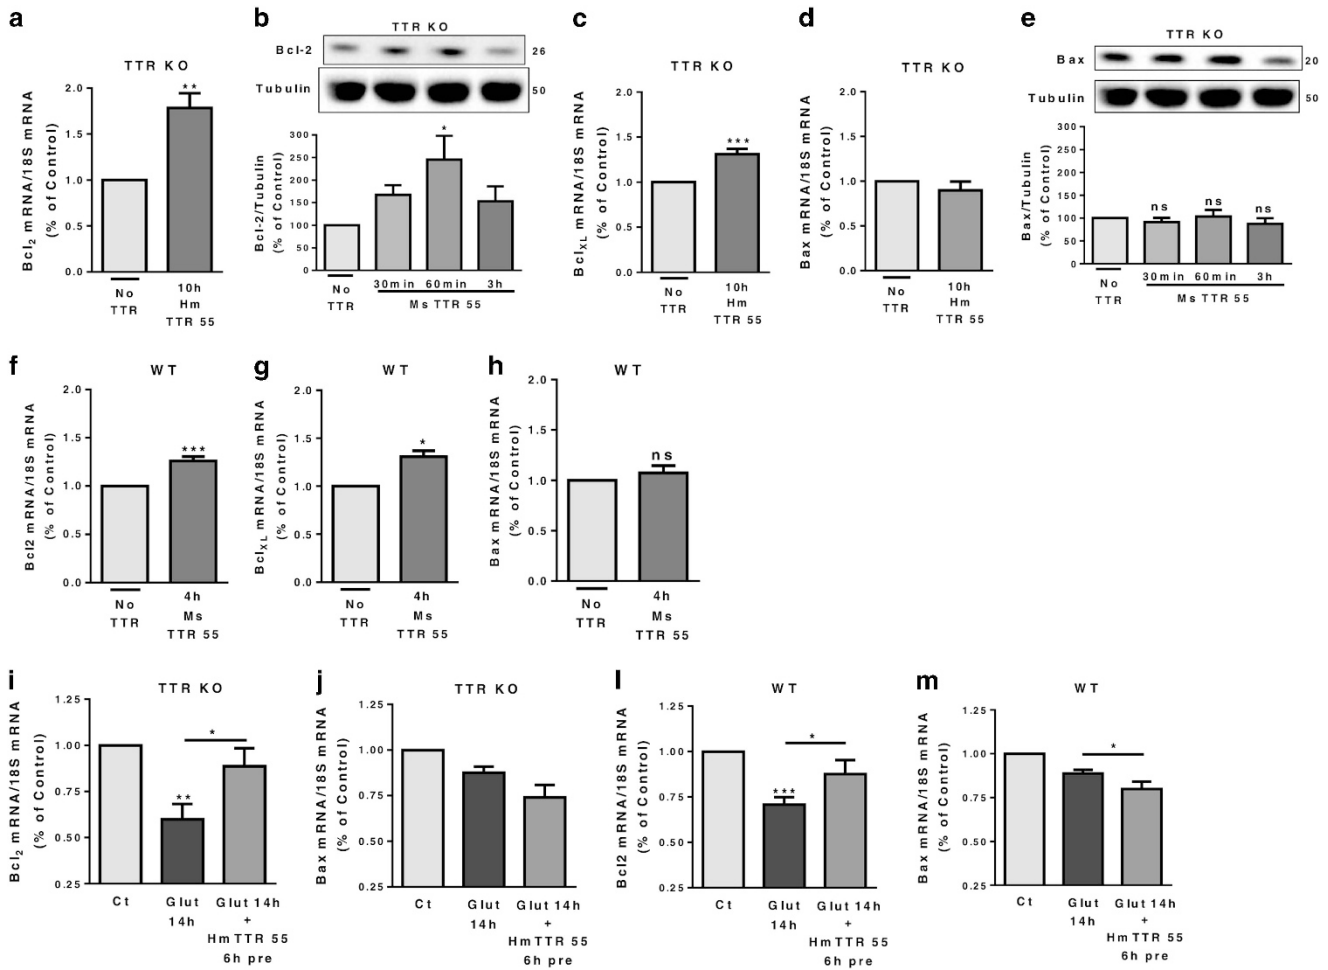 a
TTR KO
**
Bcl2 mRNA/18S mRNA
(% of Control)
2.0
1.5
1.0
0.5
0.0
No
TTR
10h
Hm
TTR 55
b
TTR KO
Bcl-2
26
Tubulin
50
Bcl-2/Tubulin
(% of Control)
300
250
200
150
100
50
0
*
No
TTR
30min
60min
3h
Ms TTR 55
c
TTR KO
***
BclXL mRNA/18S mRNA
(% of Control)
2.0
1.5
1.0
0.5
0.0
No
TTR
10h
Hm
TTR 55
d
TTR KO
Bax mRNA/18S mRNA
(% of Control)
2.0
1.5
1.0
0.5
0.0
No
TTR
10h
Hm
TTR 55
e
TTR KO
Bax
20
Tubulin
50
Bax/Tubulin
(% of Control)
300
250
200
150
100
50
0
ns
ns
ns
No
TTR
30min
60min
3h
Ms TTR 55
f
WT
***
Bcl2 mRNA/18S mRNA
(% of Control)
2.0
1.5
1.0
0.5
0.0
No
TTR
4h
Ms
TTR 55
g
WT
*
BclXL mRNA/18S mRNA
(% of Control)
2.0
1.5
1.0
0.5
0.0
No
TTR
4h
Ms
TTR 55
h
WT
ns
Bax mRNA/18S mRNA
(% of Control)
2.0
1.5
1.0
0.5
0.0
No
TTR
4h
Ms
TTR 55
i
TTR KO
*
**
Bcl2 mRNA/18S mRNA
(% of Control)
1.25
1.00
0.75
0.50
0.25
Ct
Glut
14h
Glut 14h
+
HmTTR 55
6h pre
j
TTR KO
Bax mRNA/18S mRNA
(% of Control)
1.25
1.00
0.75
0.50
0.25
Ct
Glut
14h
Glut 14h
+
HmTTR 55
6h pre
l
WT
*
***
Bcl2 mRNA/18S mRNA
(% of Control)
1.25
1.00
0.75
0.50
0.25
Ct
Glut
14h
Glut 14h
+
HmTTR 55
6h pre
m
WT
*
Bax mRNA/18S mRNA
(% of Control)
1.25
1.00
0.75
0.50
0.25
Ct
Glut
14h
Glut 14h
+
HmTTR 55
6h pre